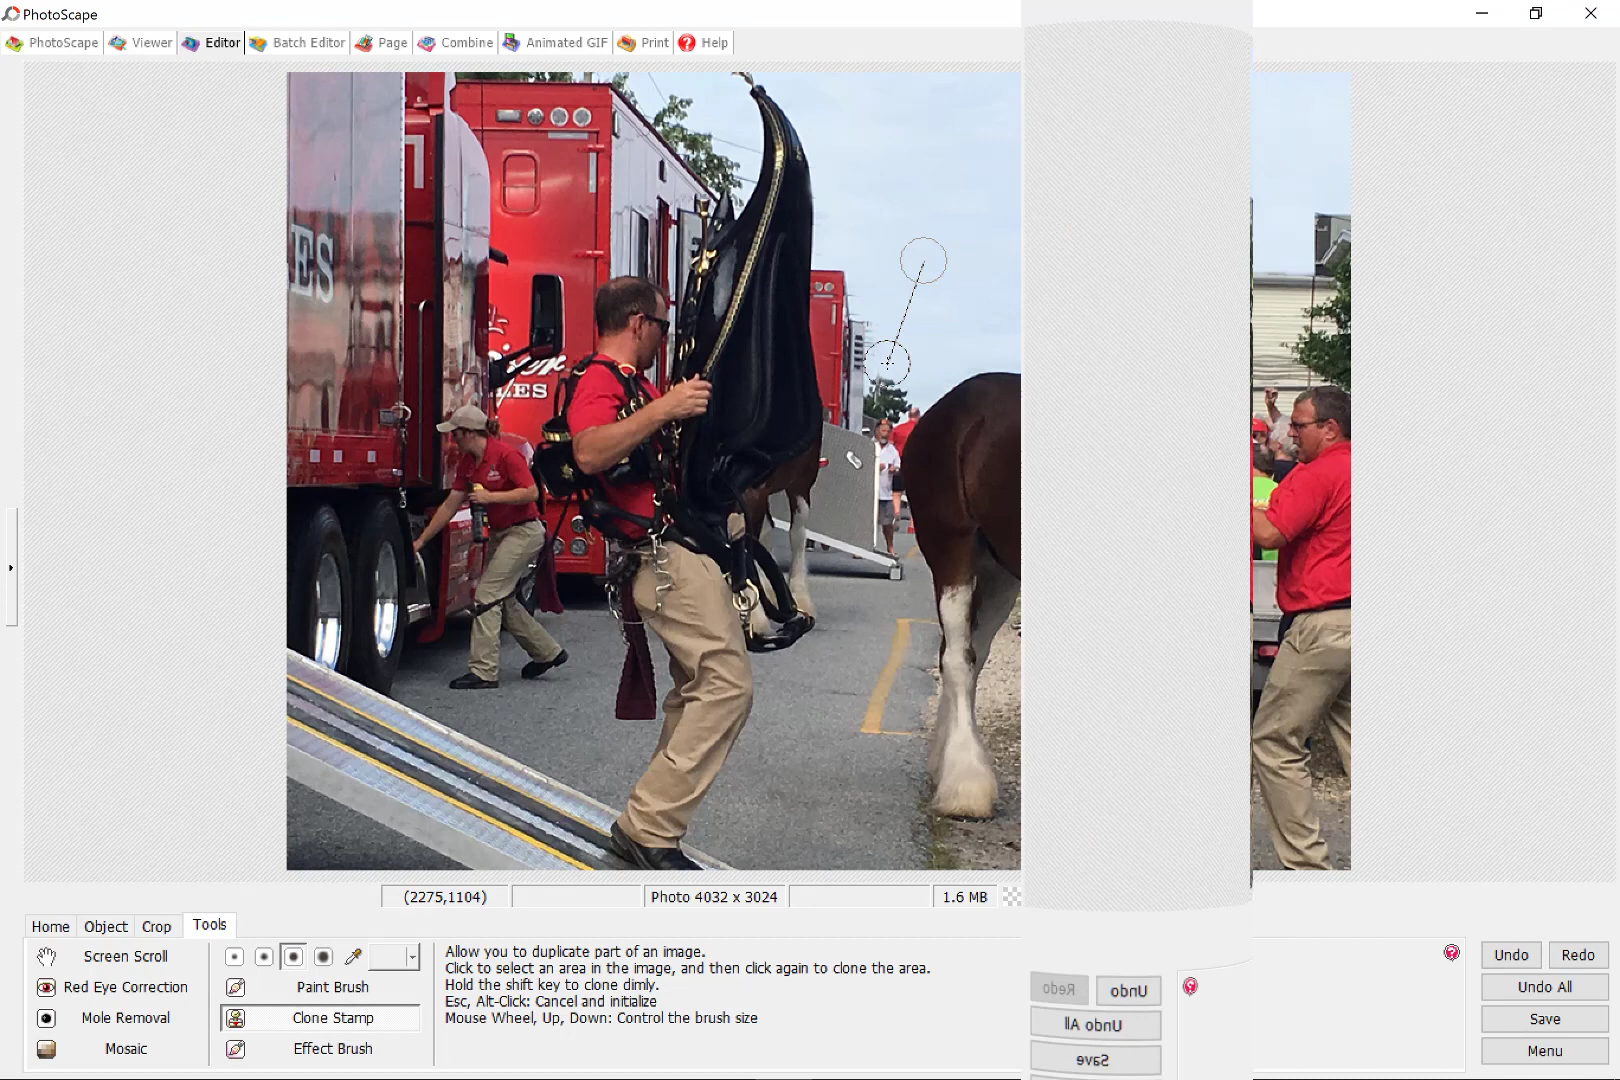 PhotoScape
PhotoScape Viewer Editor Batch Editor Page Combine Animated GIF Print Help
ES
LES
(2275,1104) Photo 4032 x 3024 1.6 MB
Home Object Crop Tools
Screen Scroll
Red Eye Correction
Mole Removal
Mosaic
Paint Brush
Clone Stamp
Effect Brush
Allow you to duplicate part of an image.
Click to select an area in the image, and then click again to clone the area.
Hold the shift key to clone dimly.
Esc, Alt-Click: Cancel and initialize
Mouse Wheel, Up, Down: Control the brush size
Redo Undo
Undo All
Save
Undo Redo
Undo All
Save
Menu